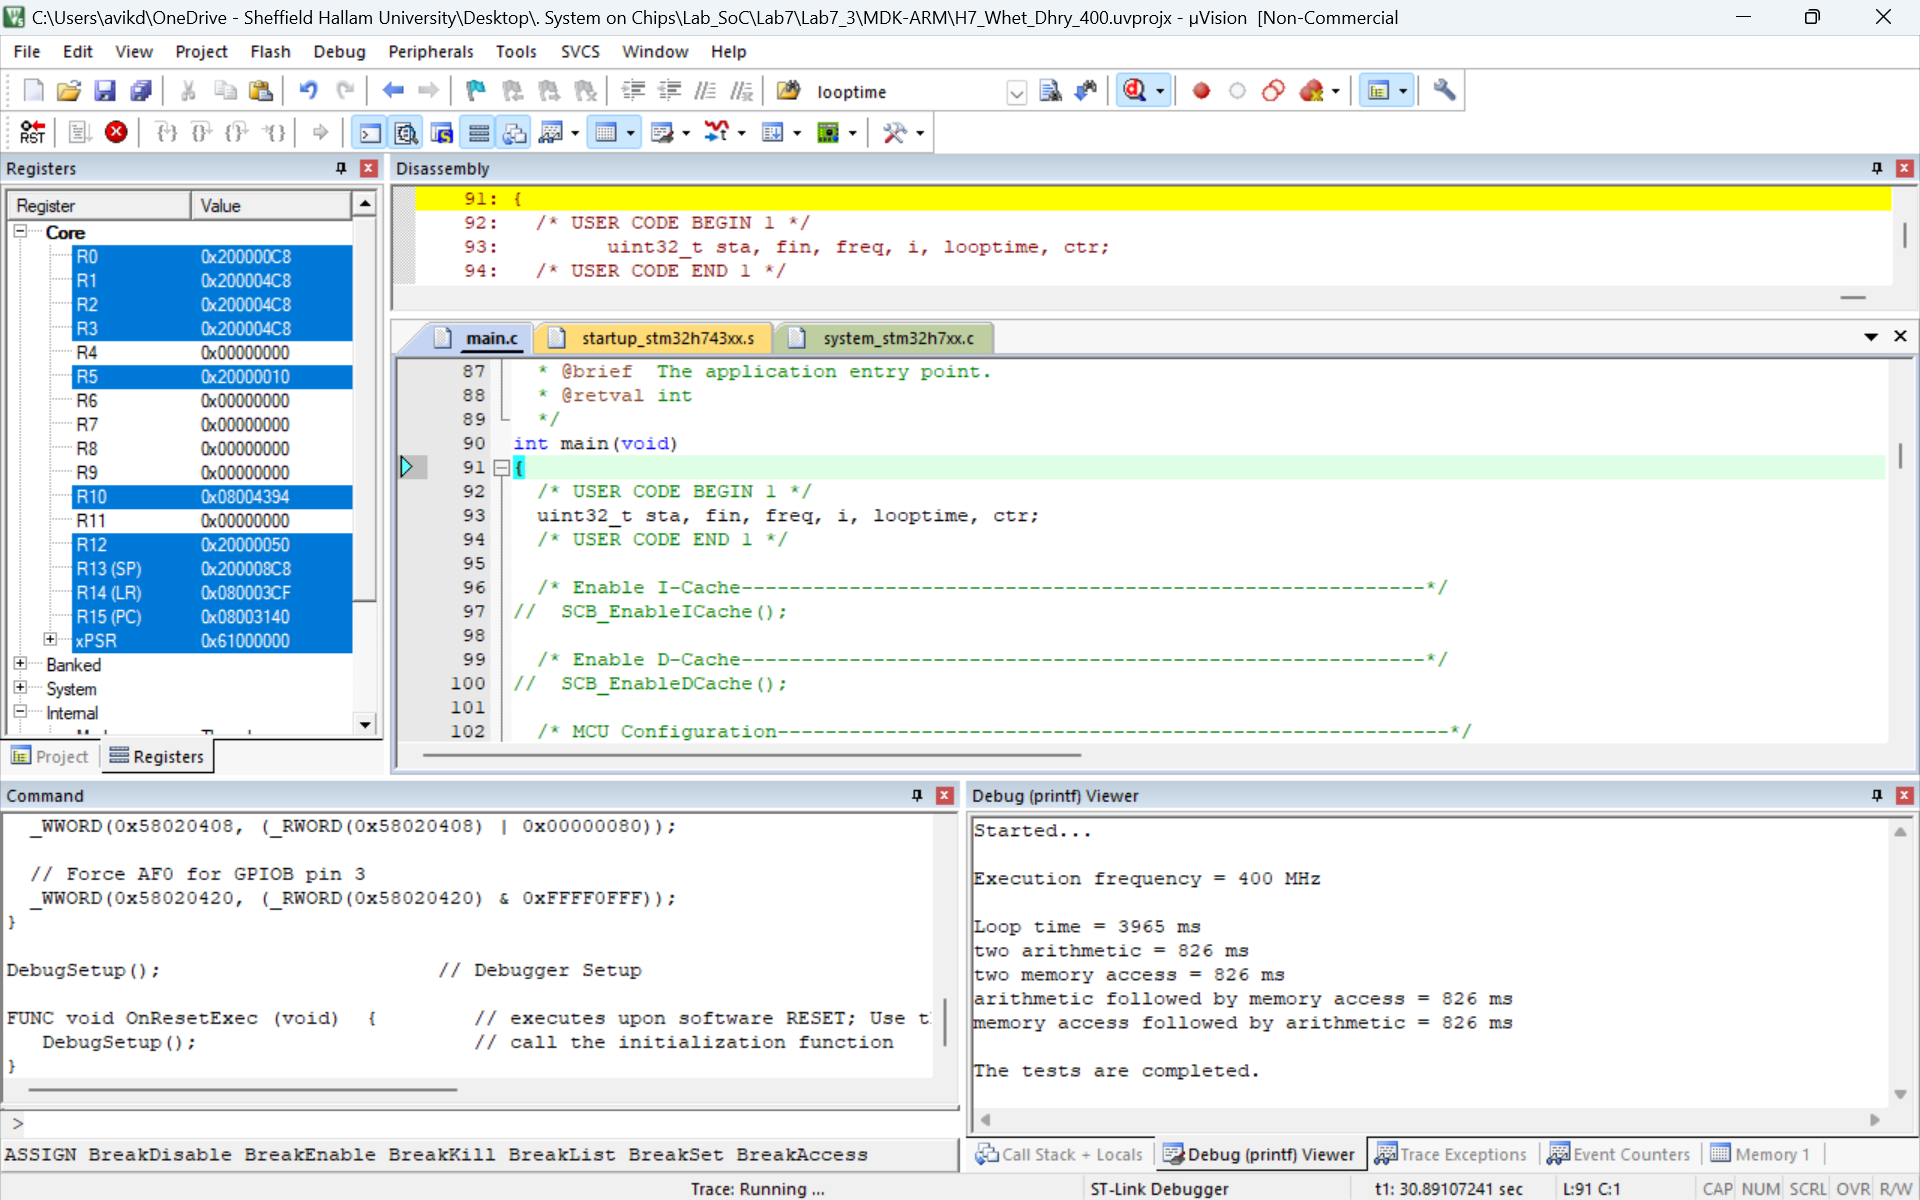 C:\Users\avikd\OneDrive - Sheffield Hallam University\Desktop\. System on Chips\Lab_SoC\Lab7\Lab7_3\MDK-ARM\H7_Whet_Dhry_400.uvprojx - µVision  [Non-Commercial
File Edit View Project Flash Debug Peripherals Tools SVCS Window Help
looptime
RST
Registers
Register Value
Core
R0 0x200000C8
R1 0x200004C8
R2 0x200004C8
R3 0x200004C8
R4 0x00000000
R5 0x20000010
R6 0x00000000
R7 0x00000000
R8 0x00000000
R9 0x00000000
R10 0x08004394
R11 0x00000000
R12 0x20000050
R13 (SP) 0x200008C8
R14 (LR) 0x080003CF
R15 (PC) 0x08003140
xPSR 0x61000000
Banked
System
Internal
Project Registers
Disassembly
91: {
92:   /* USER CODE BEGIN 1 */
93:         uint32_t sta, fin, freq, i, looptime, ctr;
94:   /* USER CODE END 1 */
main.c startup_stm32h743xx.s system_stm32h7xx.c
87   * @brief  The application entry point.
88   * @retval int
89   */
90 int main(void)
91 {
92   /* USER CODE BEGIN 1 */
93   uint32_t sta, fin, freq, i, looptime, ctr;
94   /* USER CODE END 1 */
95
96   /* Enable I-Cache---------------------------------------------------------*/
97 //  SCB_EnableICache();
98
99   /* Enable D-Cache---------------------------------------------------------*/
100 //  SCB_EnableDCache();
101
102   /* MCU Configuration--------------------------------------------------------*/
Command
_WWORD(0x58020408, (_RWORD(0x58020408) | 0x00000080));
// Force AF0 for GPIOB pin 3
_WWORD(0x58020420, (_RWORD(0x58020420) & 0xFFFF0FFF));
}
DebugSetup();                       // Debugger Setup
FUNC void OnResetExec (void)  {        // executes upon software RESET; Use t
DebugSetup();                       // call the initialization function
}
>
ASSIGN BreakDisable BreakEnable BreakKill BreakList BreakSet BreakAccess
Debug (printf) Viewer
Started...
Execution frequency = 400 MHz
Loop time = 3965 ms
two arithmetic = 826 ms
two memory access = 826 ms
arithmetic followed by memory access = 826 ms
memory access followed by arithmetic = 826 ms
The tests are completed.
Call Stack + Locals Debug (printf) Viewer Trace Exceptions Event Counters Memory 1
Trace: Running ... ST-Link Debugger t1: 30.89107241 sec L:91 C:1 CAP NUM SCRL OVR R/W